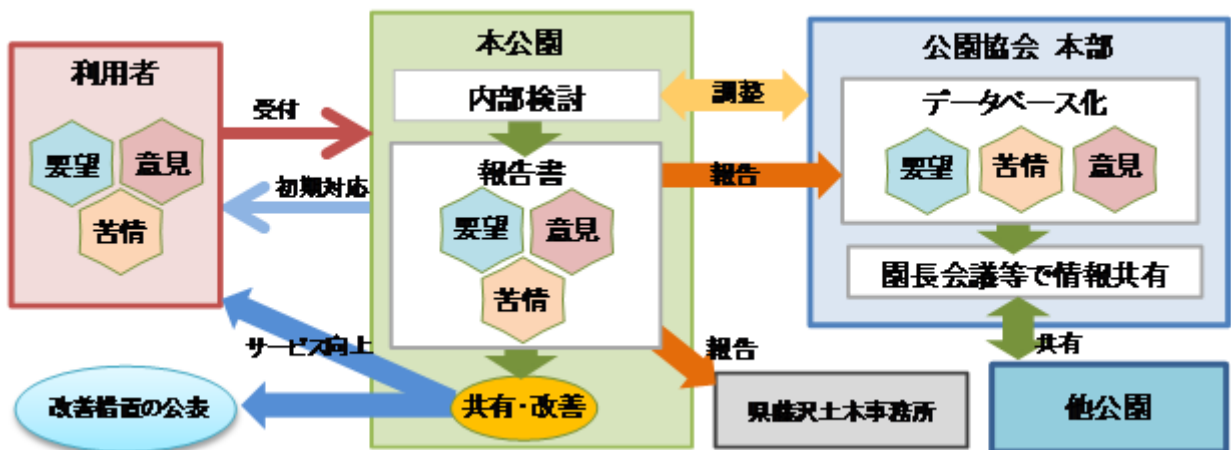 利用者
要望
意見
苦情
受付
初期対応
サービス向上
改善措置の公表
本公園
内部検討
報告書
要望
意見
苦情
共有・改善
調整
報告
報告
県藤沢土木事務所
公園協会 本部
データベース化
要望
苦情
意見
園長会議等で情報共有
共有
他公園